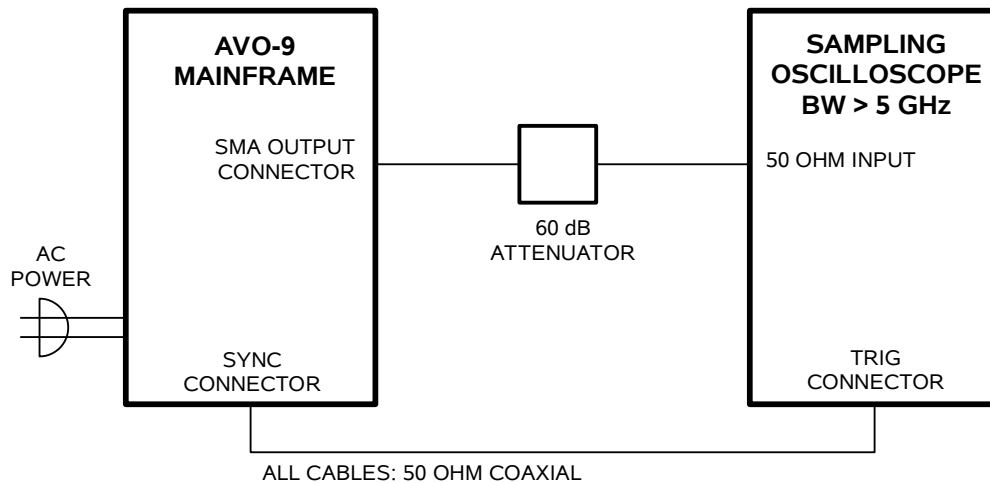 AVO-9
MAINFRAME
SMA OUTPUT
CONNECTOR
SYNC
CONNECTOR
AC
POWER
60 dB
ATTENUATOR
SAMPLING
OSCILLOSCOPE
BW > 5 GHz
50 OHM INPUT
TRIG
CONNECTOR
ALL CABLES: 50 OHM COAXIAL